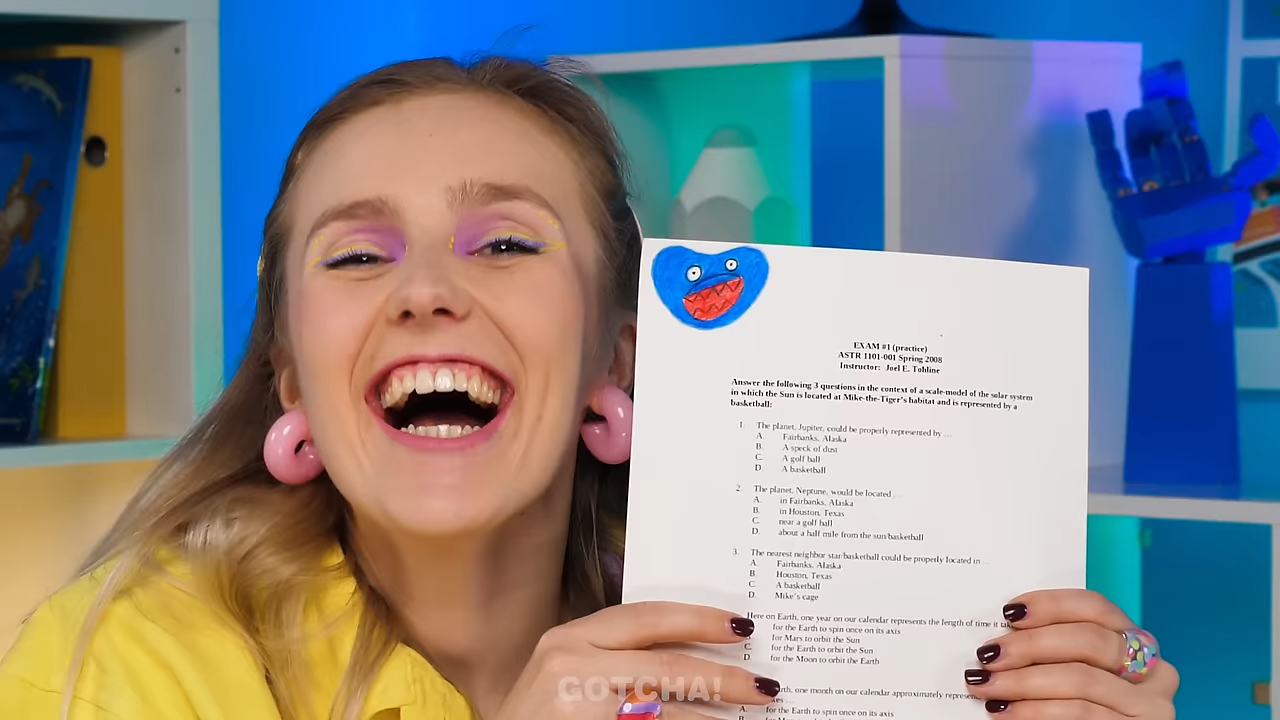 EXAM #1 (practice)
ASTR 1101-001 Spring 2008
Instructor: Joel E. Tohline
Answer the following 3 questions in the context of a scale-model of the solar system
in which the Sun is located at Mike-the-Tiger's habitat and is represented by a
basketball:
1. The planet, Jupiter, could be properly represented by ...
A. Fairbanks, Alaska
B. A speck of dust
C. A golf ball
D. A basketball
2. The planet, Neptune, would be located ...
A. in Fairbanks, Alaska
B. in Houston, Texas
C. near a golf ball
D. about a half mile from the sun/basketball
3. The nearest neighbor star/basketball could be properly located in ...
A. Fairbanks, Alaska
B. Houston, Texas
C. A basketball
D. Mike's cage
Here on Earth, one year on our calendar represents the length of time it
for the Earth to spin once on its axis
for Mars to orbit the Sun
C. for the Earth to orbit the Sun
D for the Moon to orbit the Earth
one month on our calendar approximately
A. for the Earth to spin once on its axis
B.
GOTCHA!